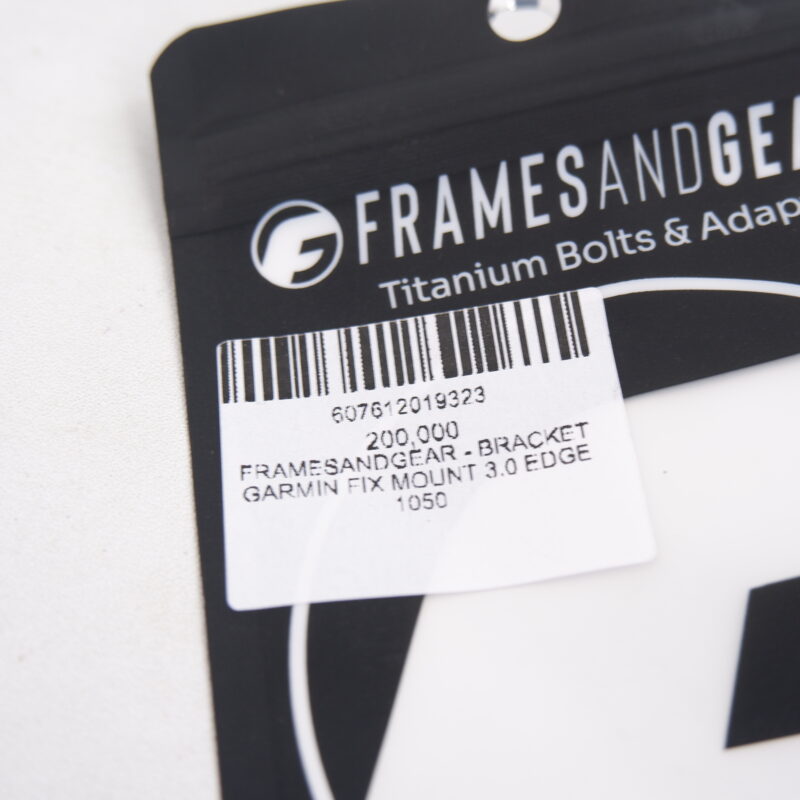 FRAMESANDGEA
Titanium Bolts & Adap
607612019323
200,000
FRAMESANDGEAR - BRACKET
GARMIN FIX MOUNT 3.0 EDGE
1050